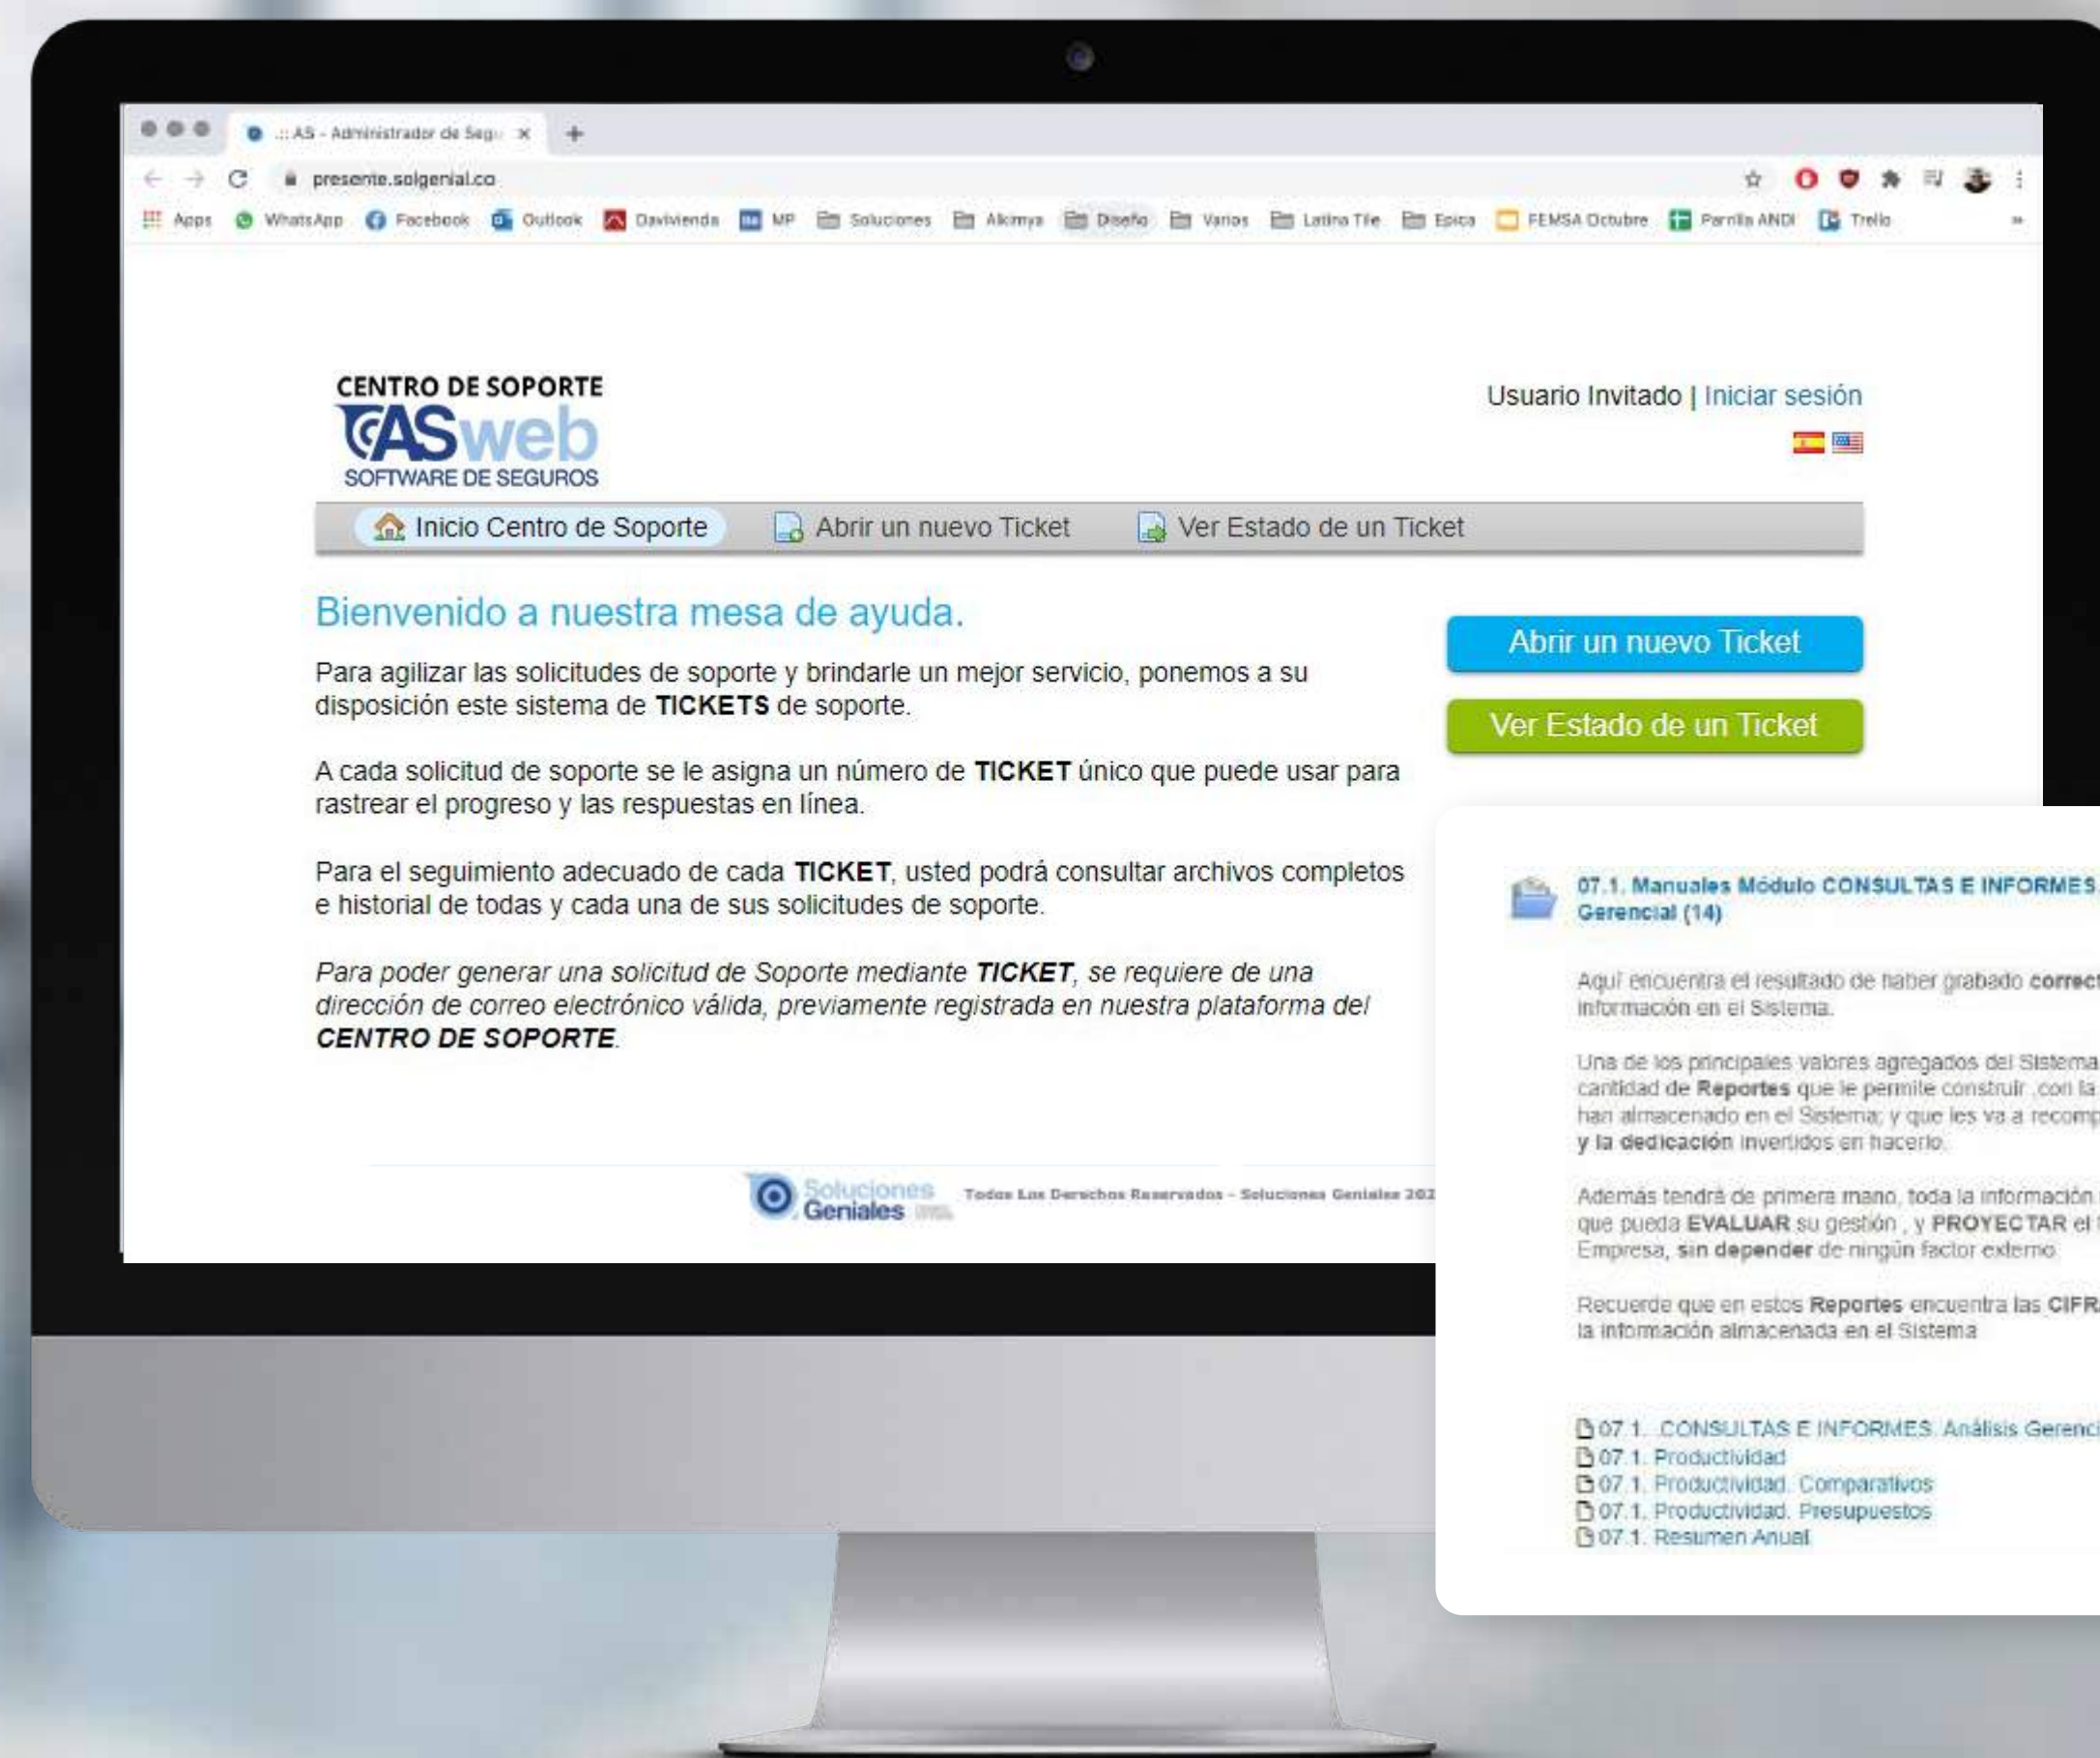 .:: AS - Administrador de Segu
presente.solgenial.co
Apps WhatsApp Facebook Outlook Davivienda MP Soluciones Alkimya Diseño Varios Latina Tile Epica FEMSA Octubre Parrilla ANDI Trello
CENTRO DE SOPORTE
ASweb
SOFTWARE DE SEGUROS
Usuario Invitado | Iniciar sesión
Inicio Centro de Soporte Abrir un nuevo Ticket Ver Estado de un Ticket
Bienvenido a nuestra mesa de ayuda.
Para agilizar las solicitudes de soporte y brindarle un mejor servicio, ponemos a su
disposición este sistema de TICKETS de soporte.
A cada solicitud de soporte se le asigna un número de TICKET único que puede usar para
rastrear el progreso y las respuestas en línea.
Para el seguimiento adecuado de cada TICKET, usted podrá consultar archivos completos
e historial de todas y cada una de sus solicitudes de soporte.
Para poder generar una solicitud de Soporte mediante TICKET, se requiere de una
dirección de correo electrónico válida, previamente registrada en nuestra plataforma del
CENTRO DE SOPORTE.
Abrir un nuevo Ticket
Ver Estado de un Ticket
Soluciones
Geniales
Todos Los Derechos Reservados - Soluciones Geniales 202
07.1. Manuales Módulo CONSULTAS E INFORMES.
Gerencial (14)
Aquí encuentra el resultado de haber grabado correct
información en el Sistema.
Una de los principales valores agregados del Sistema
cantidad de Reportes que le permite construir ,con la
han almacenado en el Sistema; y que les va a recomp
y la dedicación invertidos en hacerlo.
Además tendrá de primera mano, toda la información
que pueda EVALUAR su gestión , y PROYECTAR el
Empresa, sin depender de ningún factor externo
Recuerde que en estos Reportes encuentra las CIFRA
la información almacenada en el Sistema
07.1. .CONSULTAS E INFORMES. Análisis Gerenci
07.1. Productividad
07.1. Productividad. Comparativos
07.1. Productividad. Presupuestos
07.1. Resumen Anual